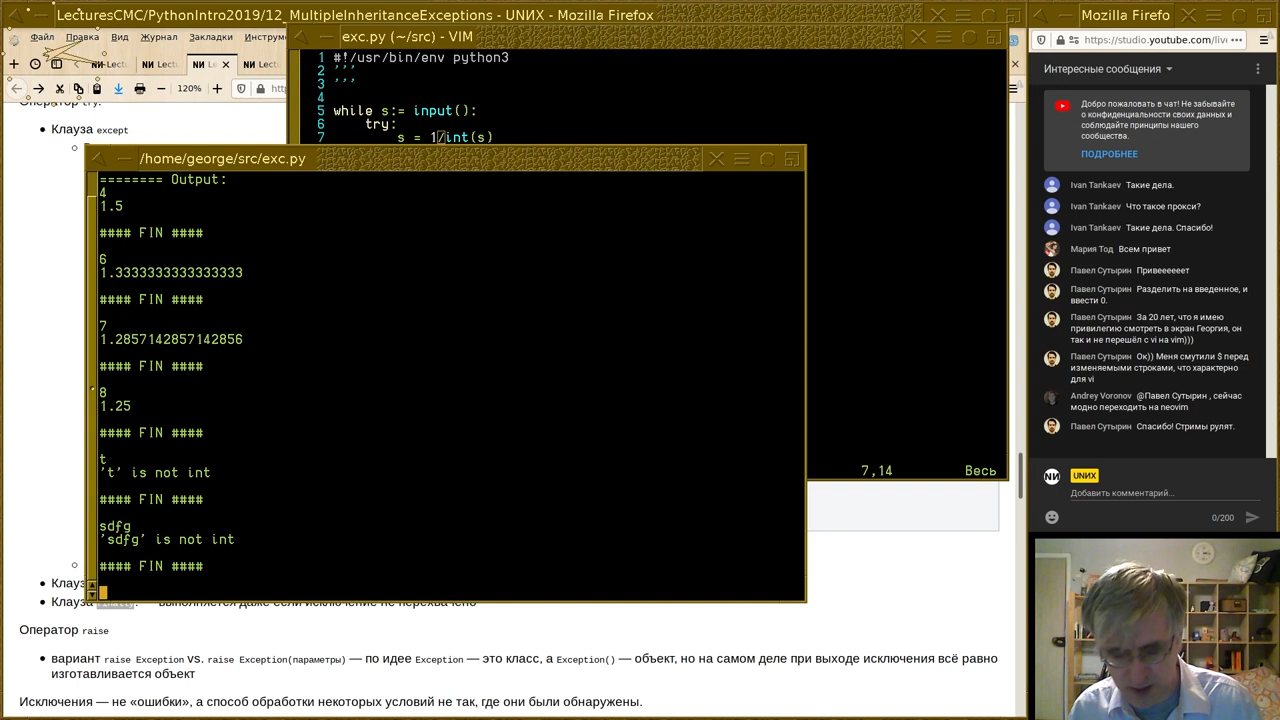 LecturesCMC/PythonIntro2019/12_MultipleInheritanceExceptions - UNИX - Mozilla Firefox
Файл Правка Вид Журнал Закладки Инструме
120%
Клауза except
Клауз
Клауза finally: — выполняется даже если исключение не перехвачено
Оператор raise
вариант raise Exception vs. raise Exception(параметры) — по идее Exception — это класс, а Exception() — объект, но на самом деле при выходе исключения всё равно
изготавливается объект
Исключения — не «ошибки», а способ обработки некоторых условий не так, где они были обнаружены.
exc.py (~/src) - VIM
1 #!/usr/bin/env python3
2 '''
3 '''
4
5 while s:= input():
6 try:
7 s = 1/int(s)
7,14 Весь
/home/george/src/exc.py
======== Output:
4
1.5
#### FIN ####
6
1.3333333333333333
#### FIN ####
7
1.2857142857142856
#### FIN ####
8
1.25
#### FIN ####
t
't' is not int
#### FIN ####
sdfg
'sdfg' is not int
#### FIN ####
Mozilla Firefo
https://studio.youtube.com/liv
Интересные сообщения
Добро пожаловать в чат! Не забывайте
о конфиденциальности своих данных и
соблюдайте принципы нашего
сообщества.
ПОДРОБНЕЕ
Ivan Tankaev Такие дела.
Ivan Tankaev Что такое прокси?
Ivan Tankaev Такие дела. Спасибо!
Мария Тод Всем привет
Павел Сутырин Привеееееет
Павел Сутырин Разделить на введенное, и
ввести 0.
Павел Сутырин За 20 лет, что я имею
привилегию смотреть в экран Георгия, он
так и не перешёл с vi на vim)))
Павел Сутырин Ок)) Меня смутили $ перед
изменяемыми строками, что характерно
для vi
Andrey Voronov @Павел Сутырин , сейчас
модно переходить на neovim
Павел Сутырин Спасибо! Стримы рулят.
UNИX
Добавить комментарий...
0/200